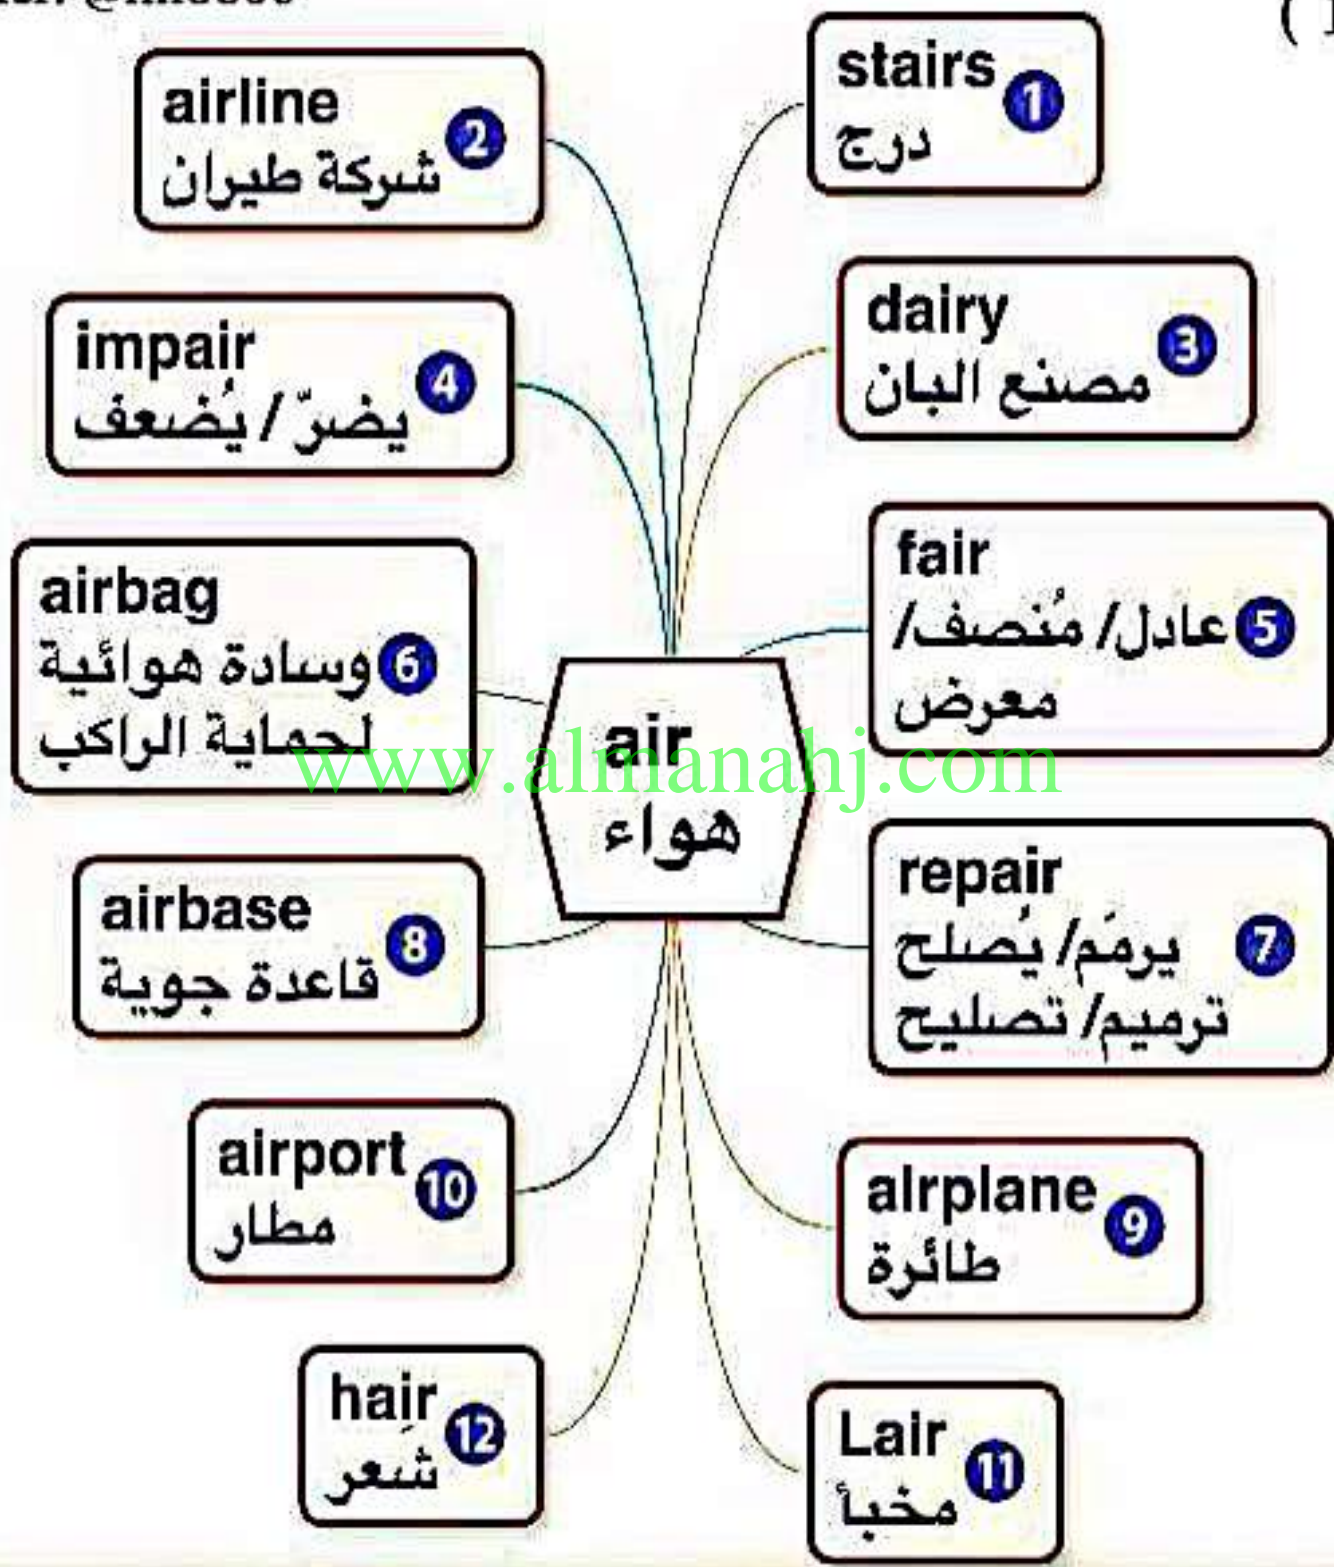 ( 1
stairs
درج
1
airline
شركة طيران
2
dairy
مصنع البان
3
impair
يضرّ / يُضعف
4
fair
عادل/ مُنصف/
معرض
5
airbag
وسادة هوائية
لحماية الراكب
6
air
هواء
www.almanahj.com
repair
يرمّم/ يُصلح
ترميم/ تصليح
7
airbase
قاعدة جوية
8
airplane
طائرة
9
airport
مطار
10
Lair
مخبأ
11
hair
شعر
12